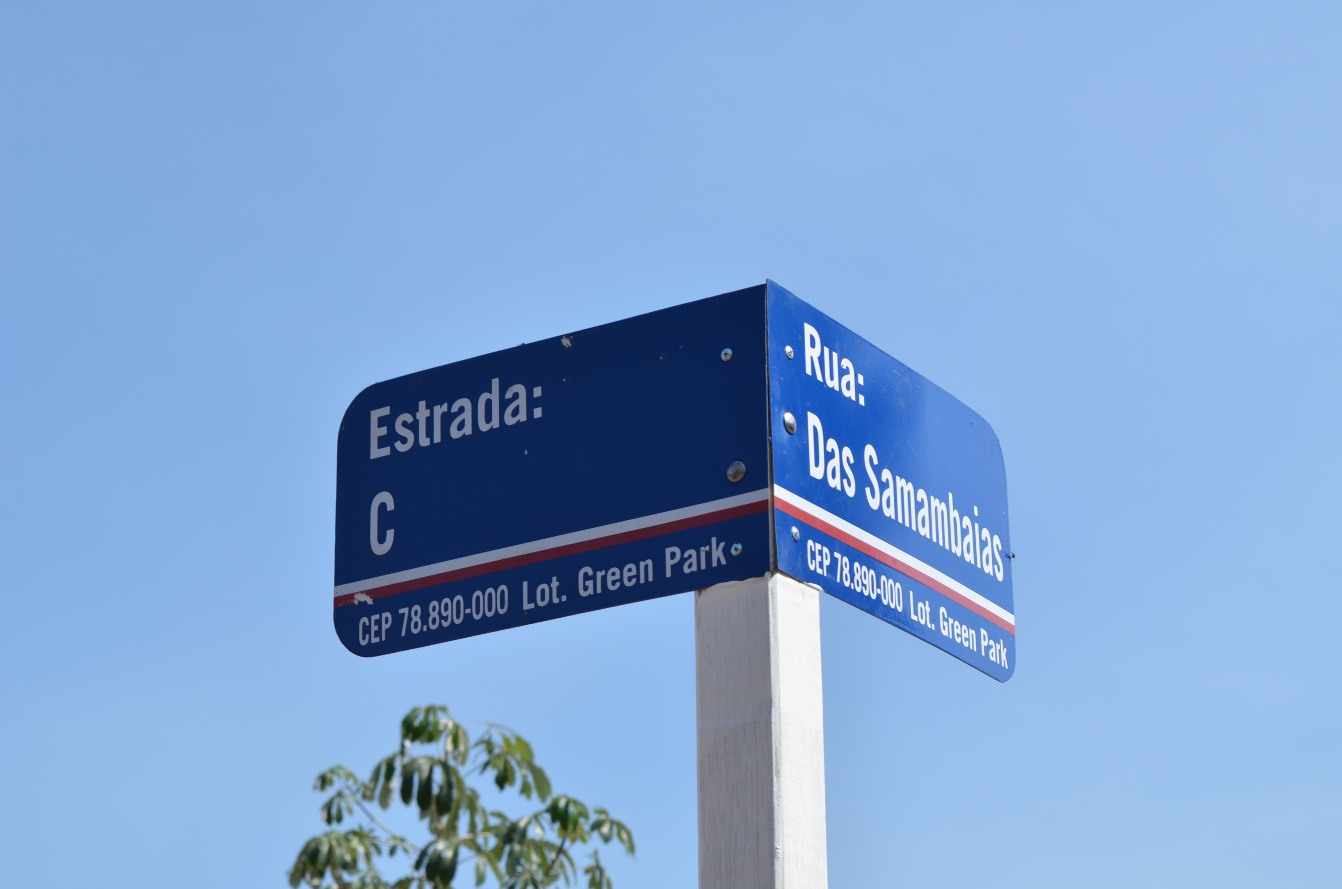 Estrada:
C
CEP 78.890-000 Lot. Green Park
Rua:
Das Samambaias
CEP 78.890-000 Lot. Green Park